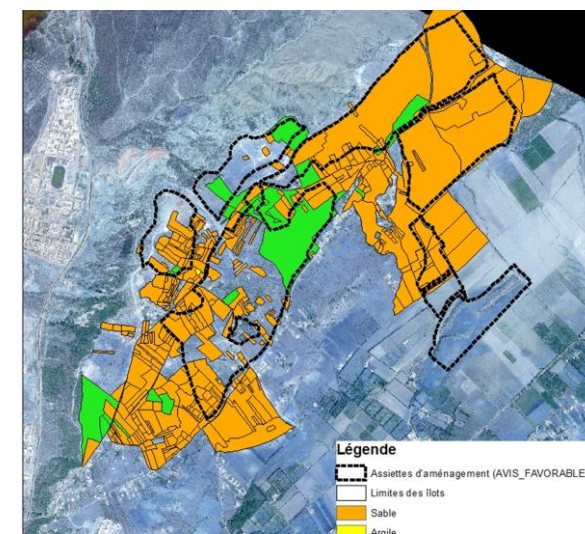 Légende
Assiettes d'aménagement (AVIS_FAVORABLE
Limites des îlots
Sable
Argile